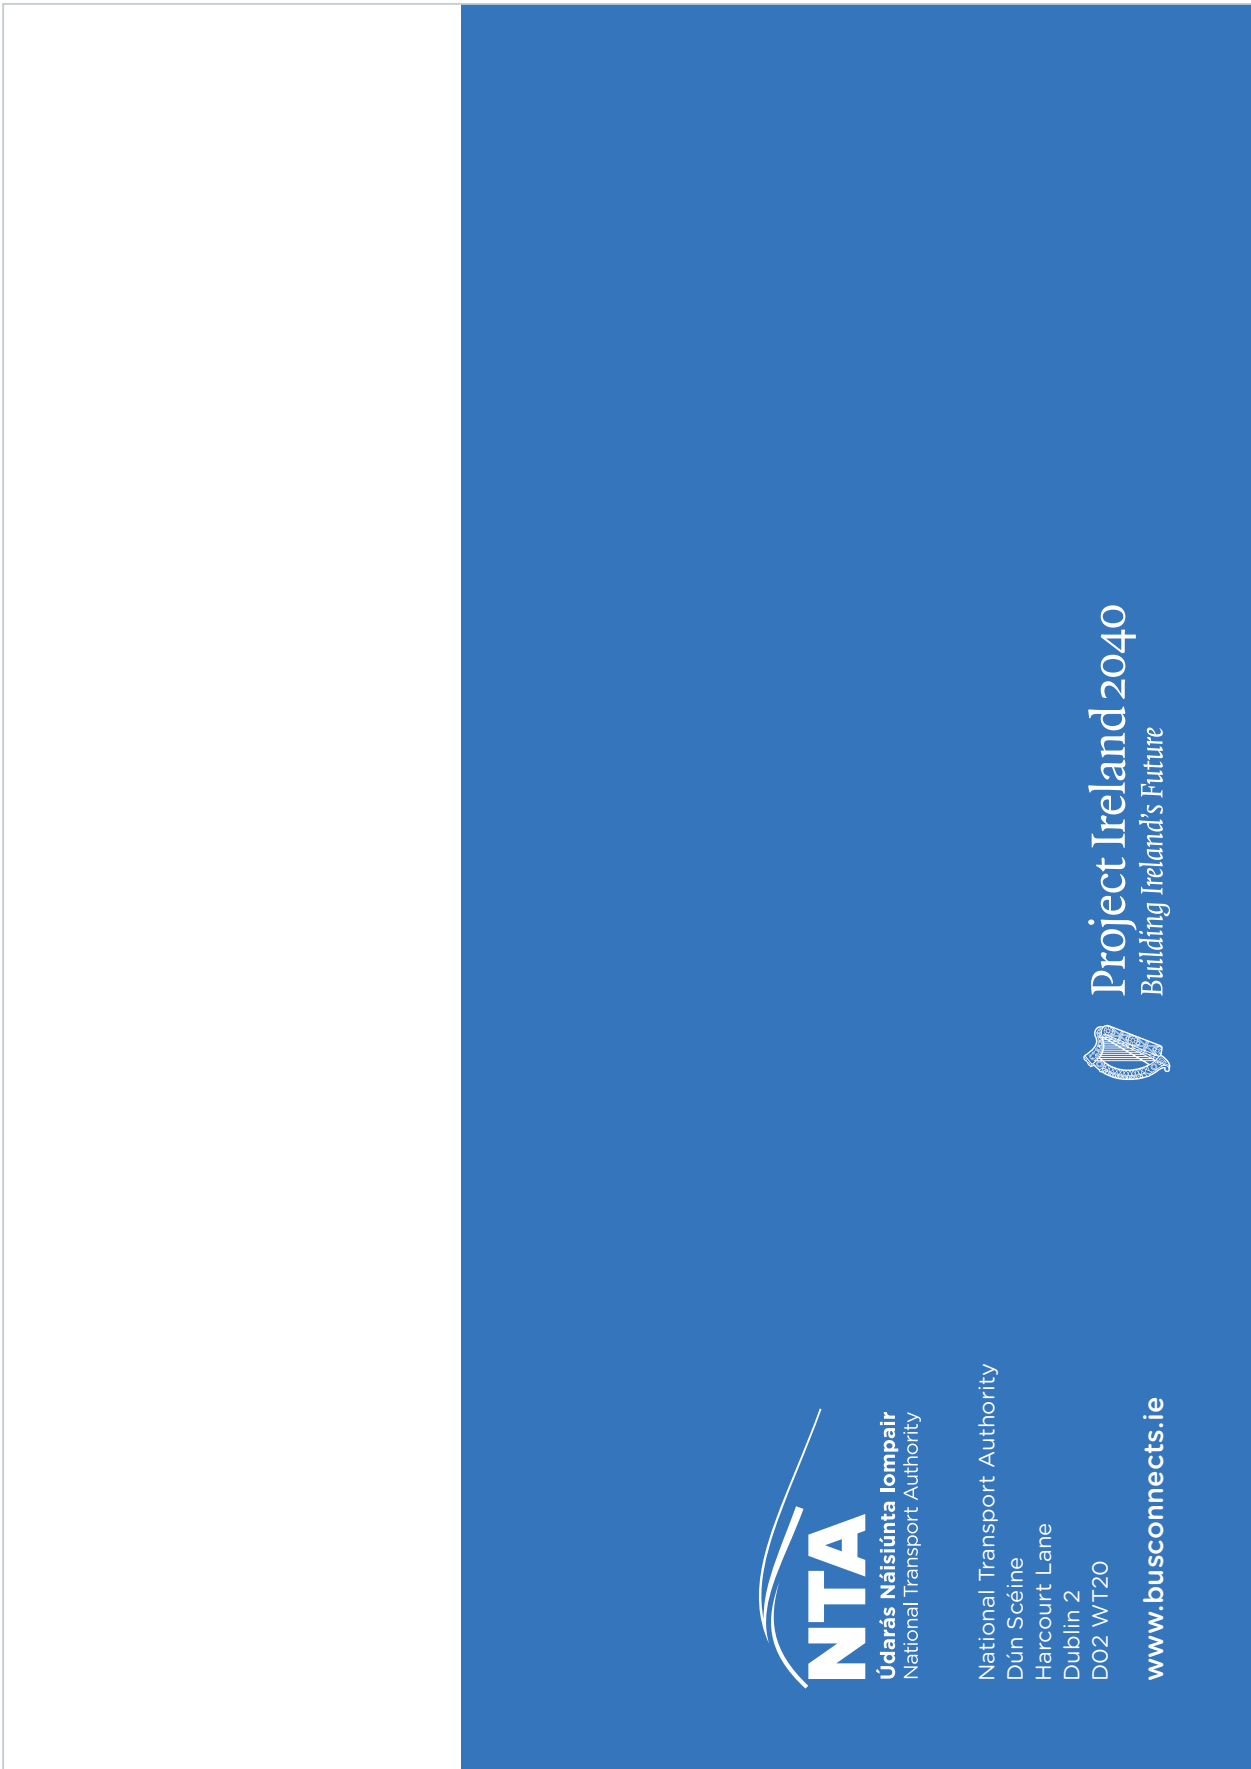 NTA
Údarás Náisiúnta Iompair
National Transport Authority
National Transport Authority
Dún Scéine
Harcourt Lane
Dublin 2
D02 WT20
www.busconnects.ie
Project Ireland 2040
Building Ireland's Future